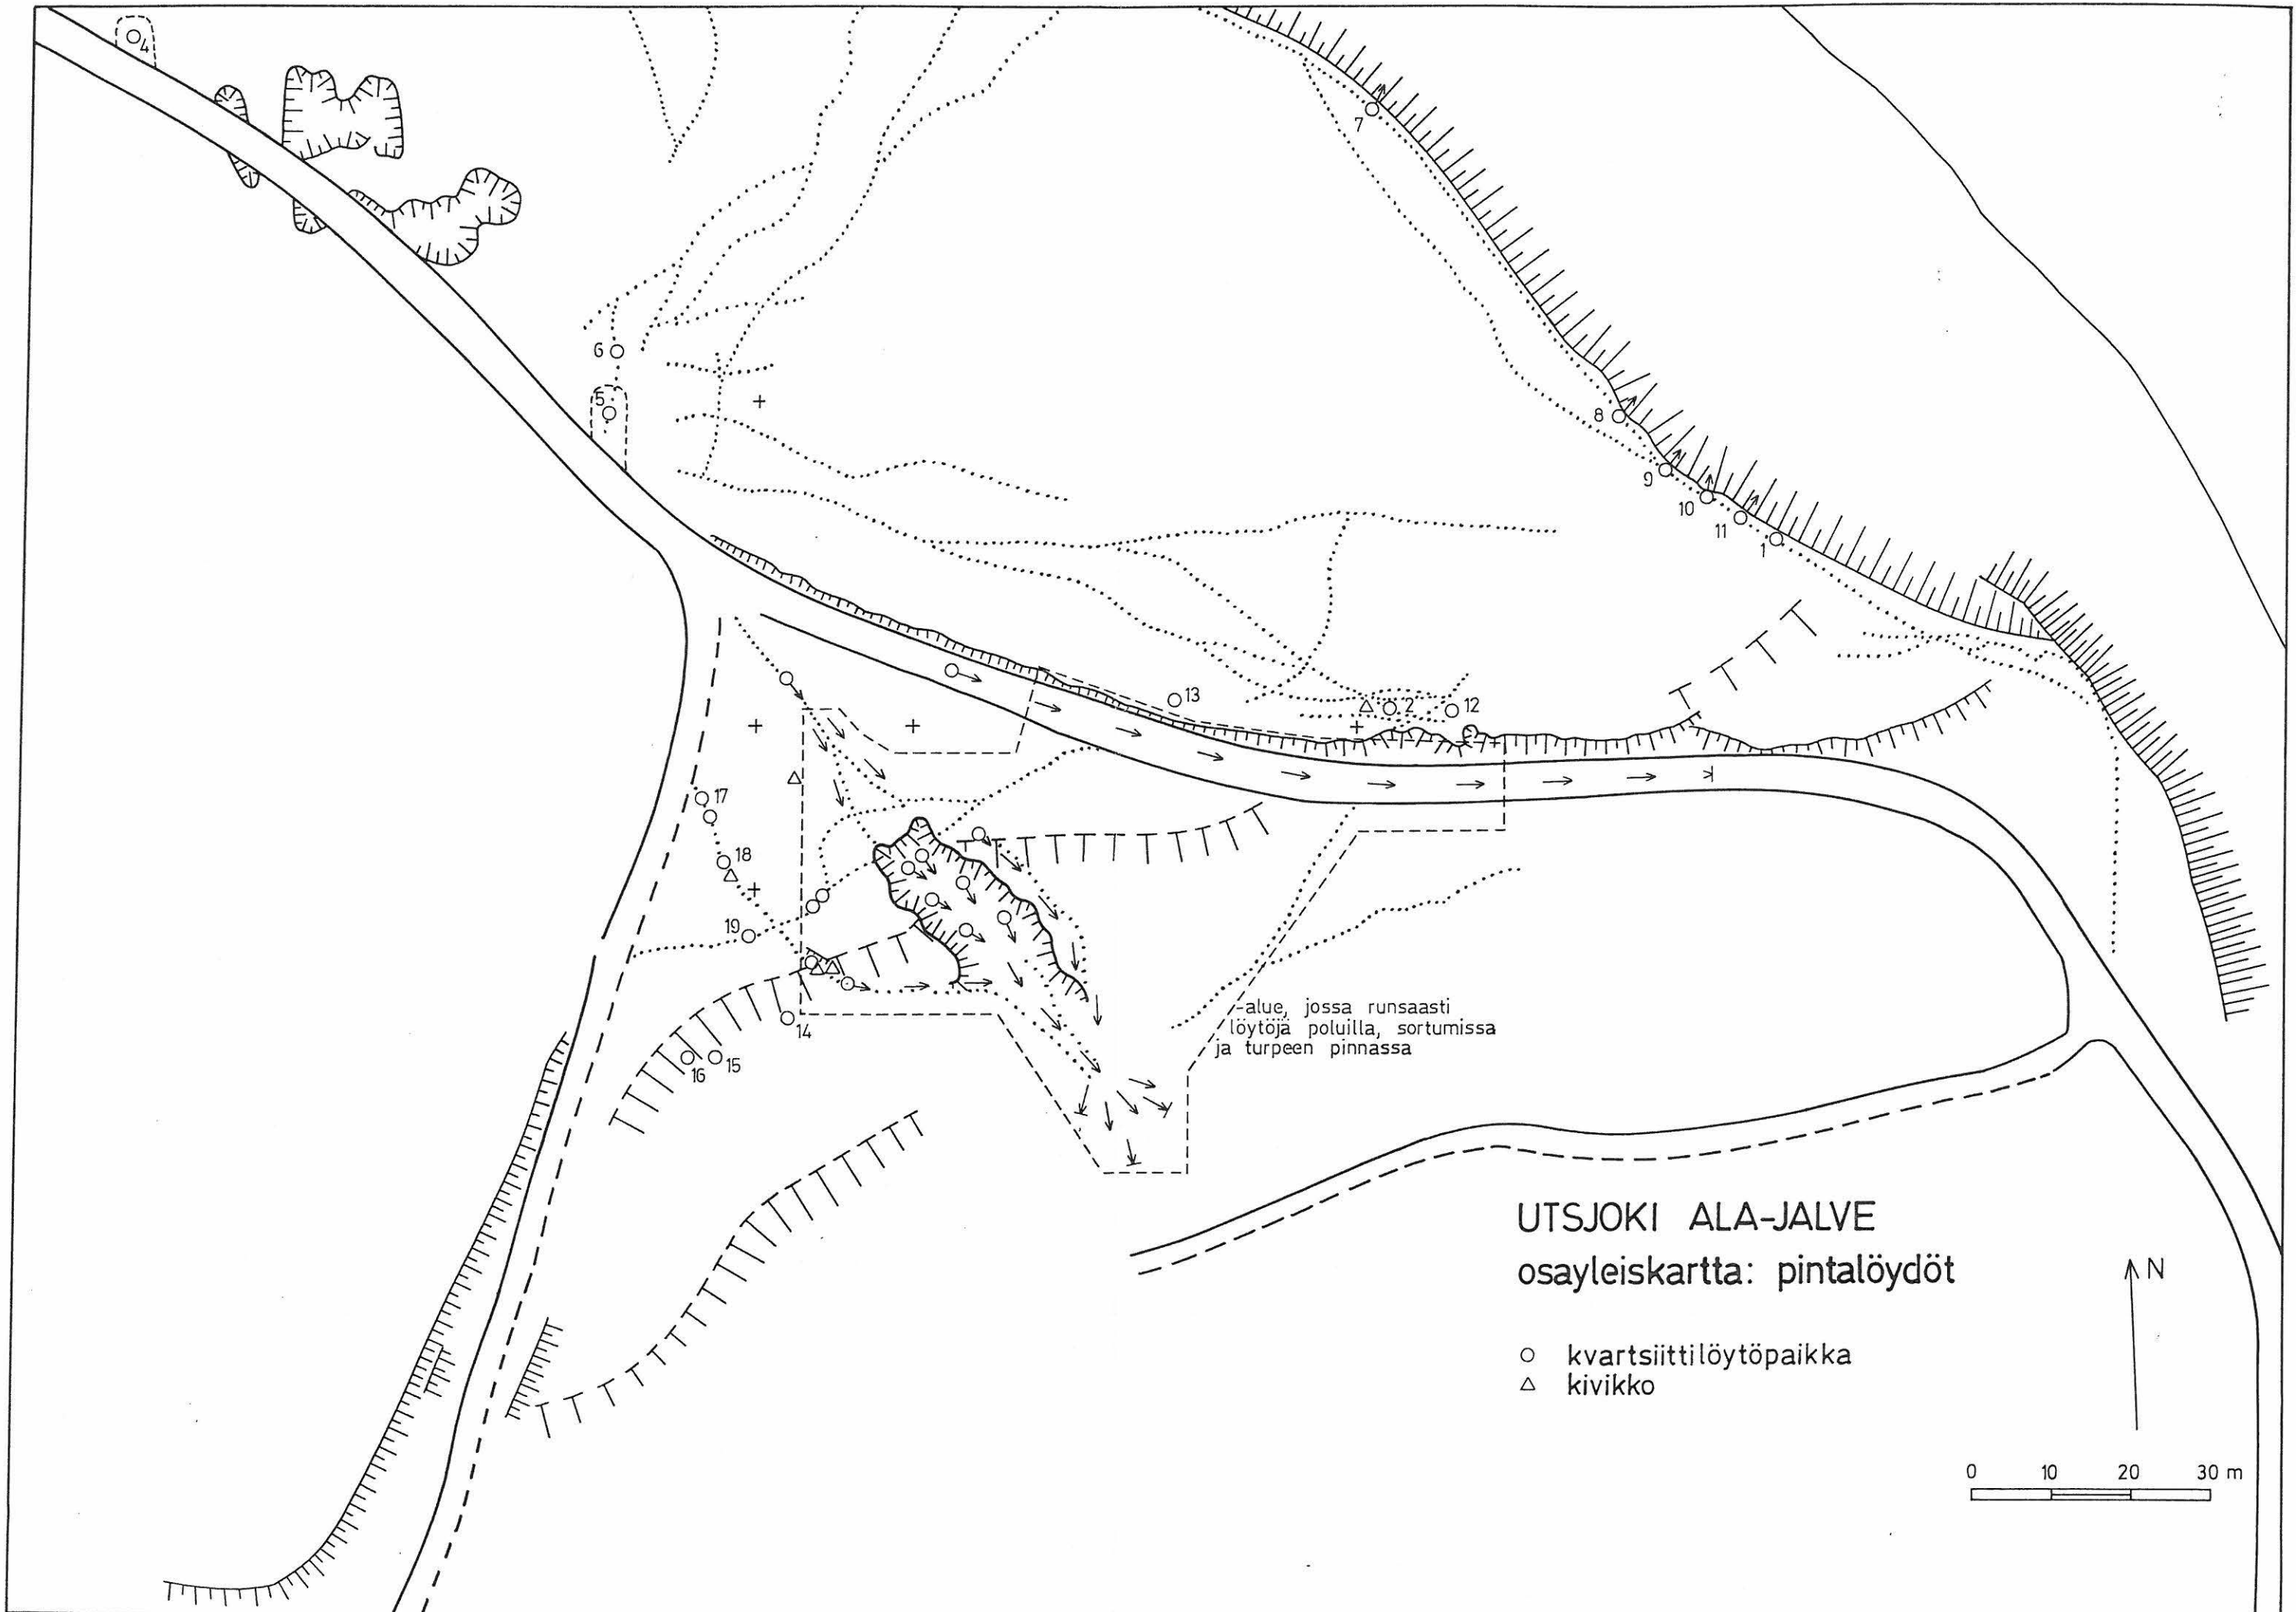 4
7
6
5
8
9
10
11
1
13
2
12
17
18
19
14
16
15
-alue, jossa runsaasti
löytöjä poluilla, sortumissa
ja turpeen pinnassa
UTSJOKI ALA-JALVE
osayleiskartta: pintalöydöt
N
kvartsiittilöytöpaikka
kivikko
0 10 20 30 m